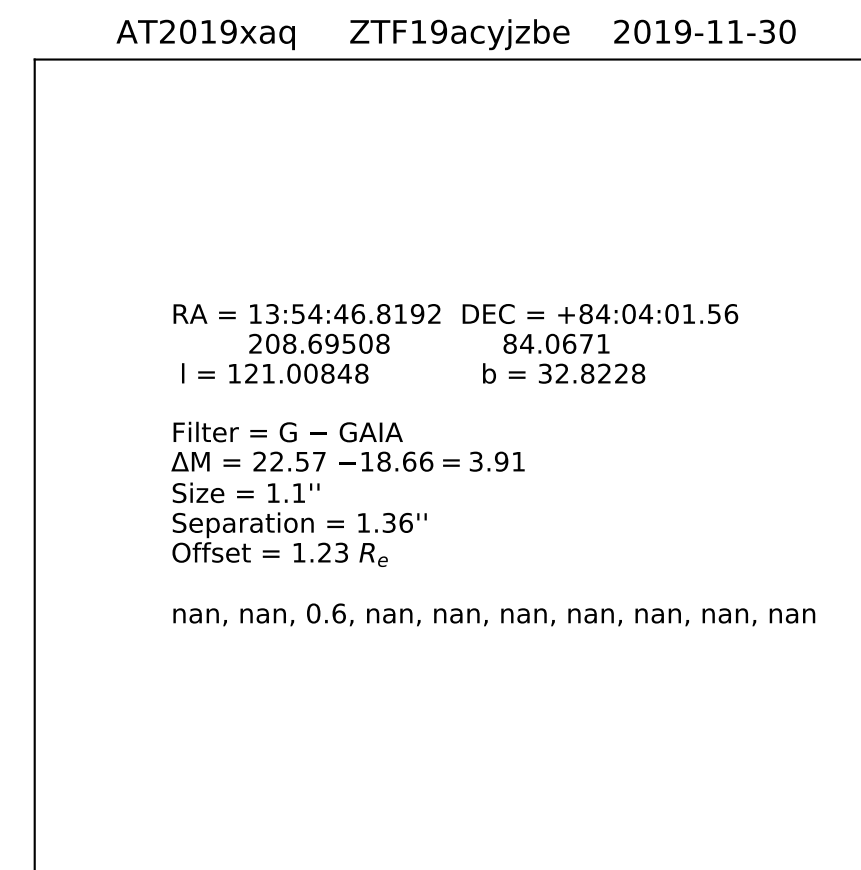 AT2019xaq ZTF19acyjzbe 2019-11-30
RA = 13:54:46.8192 DEC = +84:04:01.56
208.69508 84.0671
l = 121.00848 b = 32.8228
Filter = G − GAIA
ΔM = 22.57 −18.66 = 3.91
Size = 1.1''
Separation = 1.36''
Offset = 1.23 Re
nan, nan, 0.6, nan, nan, nan, nan, nan, nan, nan